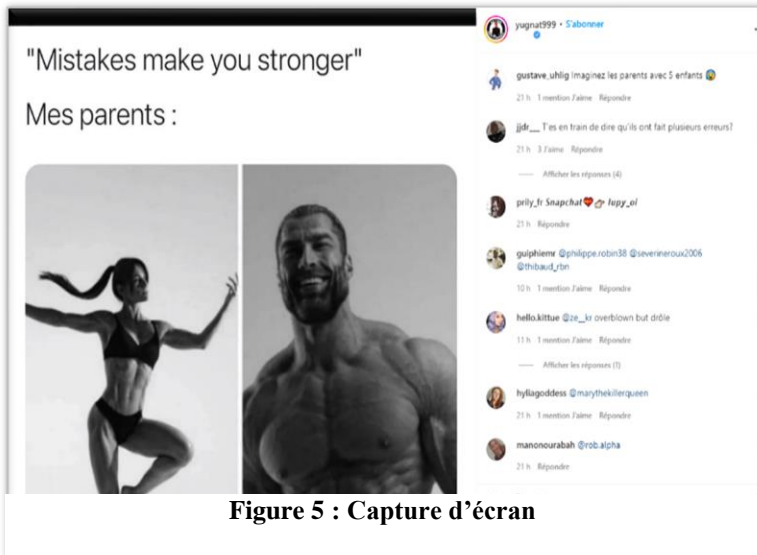 "Mistakes make you stronger"
Mes parents :
yugnat999 • S'abonner
gustave_uhlig Imaginez les parents avec 5 enfants 😱
21 h 1 mention J'aime Répondre
jjdr___ T'es en train de dire qu'ils ont fait plusieurs erreurs?
21 h 3 J'aime Répondre
Afficher les réponses (4)
prily_fr Snapchat❤️👉 lupy_ol
21 h Répondre
guiphiemr @philippe.robin38 @severineroux2006
@thibaud_rbn
10 h 1 mention J'aime Répondre
hello.kittue @ze__kr overblown but drôle
11 h 1 mention J'aime Répondre
Afficher les réponses (1)
hyliagoddess @marythekillerqueen
21 h 1 mention J'aime Répondre
manonourabah @rob.alpha
21 h Répondre
Figure 5 : Capture d'écran